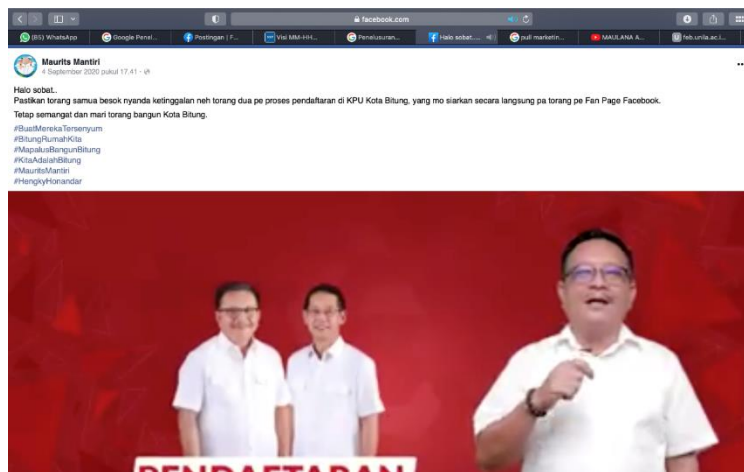 facebook.com
(85) WhatsApp
Google Penel...
Postingan | F...
Visi MM-HH...
Penelusuran...
Halo sobat....
pull marketin...
MAULANA A...
feb.unila.ac.i...
Maurits Mantiri
4 September 2020 pukul 17.41 ·
Halo sobat..
Pastikan torang samua besok nyanda ketinggalan neh torang dua pe proses pendaftaran di KPU Kota Bitung, yang mo siarkan secara langsung pa torang pe Fan Page Facebook.
Tetap semangat dan mari torang bangun Kota Bitung.
#BuatMerekaTersenyum
#BitungRumahKita
#MapalusBangunBitung
#KitaAdalahBitung
#MauritsMantiri
#HengkyHonandar
PENDAFTARAN